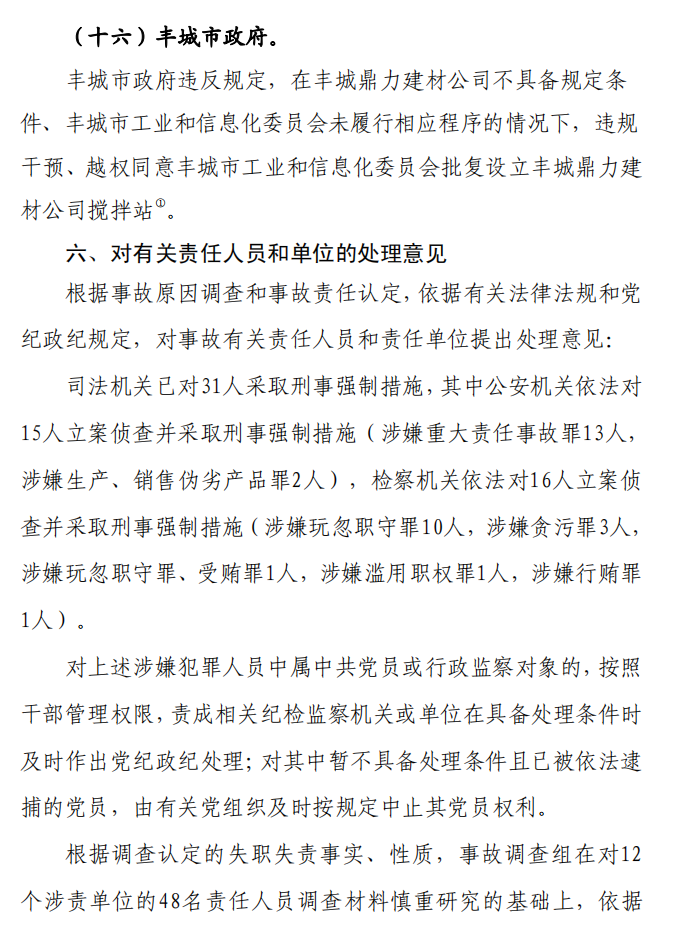 （十六）丰城市政府。
丰城市政府违反规定，在丰城鼎力建材公司不具备规定条
件、丰城市工业和信息化委员会未履行相应程序的情况下，违规
干预、越权同意丰城市工业和信息化委员会批复设立丰城鼎力建
材公司搅拌站①。
六、对有关责任人员和单位的处理意见
根据事故原因调查和事故责任认定，依据有关法律法规和党
纪政纪规定，对事故有关责任人员和责任单位提出处理意见：
司法机关已对31人采取刑事强制措施，其中公安机关依法对
15人立案侦查并采取刑事强制措施（涉嫌重大责任事故罪13人，
涉嫌生产、销售伪劣产品罪2人），检察机关依法对16人立案侦
查并采取刑事强制措施（涉嫌玩忽职守罪10人，涉嫌贪污罪3人，
涉嫌玩忽职守罪、受贿罪1人，涉嫌滥用职权罪1人，涉嫌行贿罪
1人）。
对上述涉嫌犯罪人员中属中共党员或行政监察对象的，按照
干部管理权限，责成相关纪检监察机关或单位在具备处理条件时
及时作出党纪政纪处理；对其中暂不具备处理条件且已被依法逮
捕的党员，由有关党组织及时按规定中止其党员权利。
根据调查认定的失职失责事实、性质，事故调查组在对12
个涉责单位的48名责任人员调查材料慎重研究的基础上，依据